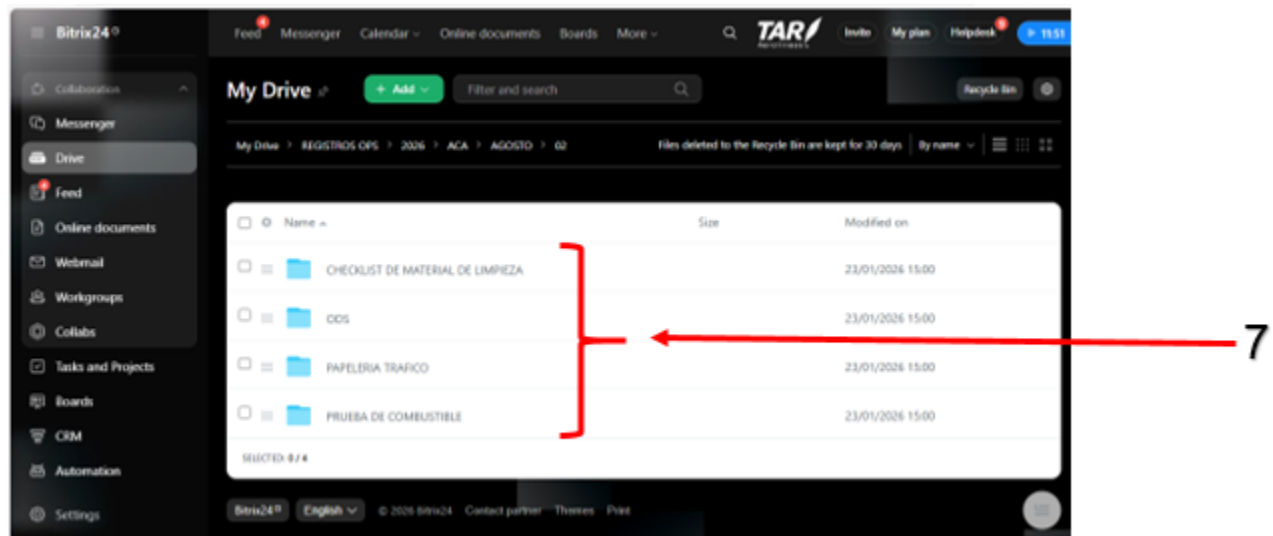 Bitrix24
Feed 4 Messenger Calendar Online documents Boards More TAR Invite My plan Helpdesk 11:51
Collaboration
Messenger
Drive
Feed
Online documents
Webmail
Workgroups
Collabs
Tasks and Projects
Boards
CRM
Automation
Settings
My Drive + Add Filter and search Recycle Bin
My Drive > REGISTROS OPS > 2026 > ACA > AGOSTO > 02 Files deleted to the Recycle Bin are kept for 30 days By name
Name Size Modified on
CHECKLIST DE MATERIAL DE LIMPIEZA 23/01/2026 15:00
ODS 23/01/2026 15:00
PAPELERIA TRAFICO 23/01/2026 15:00
PRUEBA DE COMBUSTIBLE 23/01/2026 15:00
SELECTED: 0 / 4
7
Bitrix24 English © 2026 Bitrix24 Contact partner Themes Print